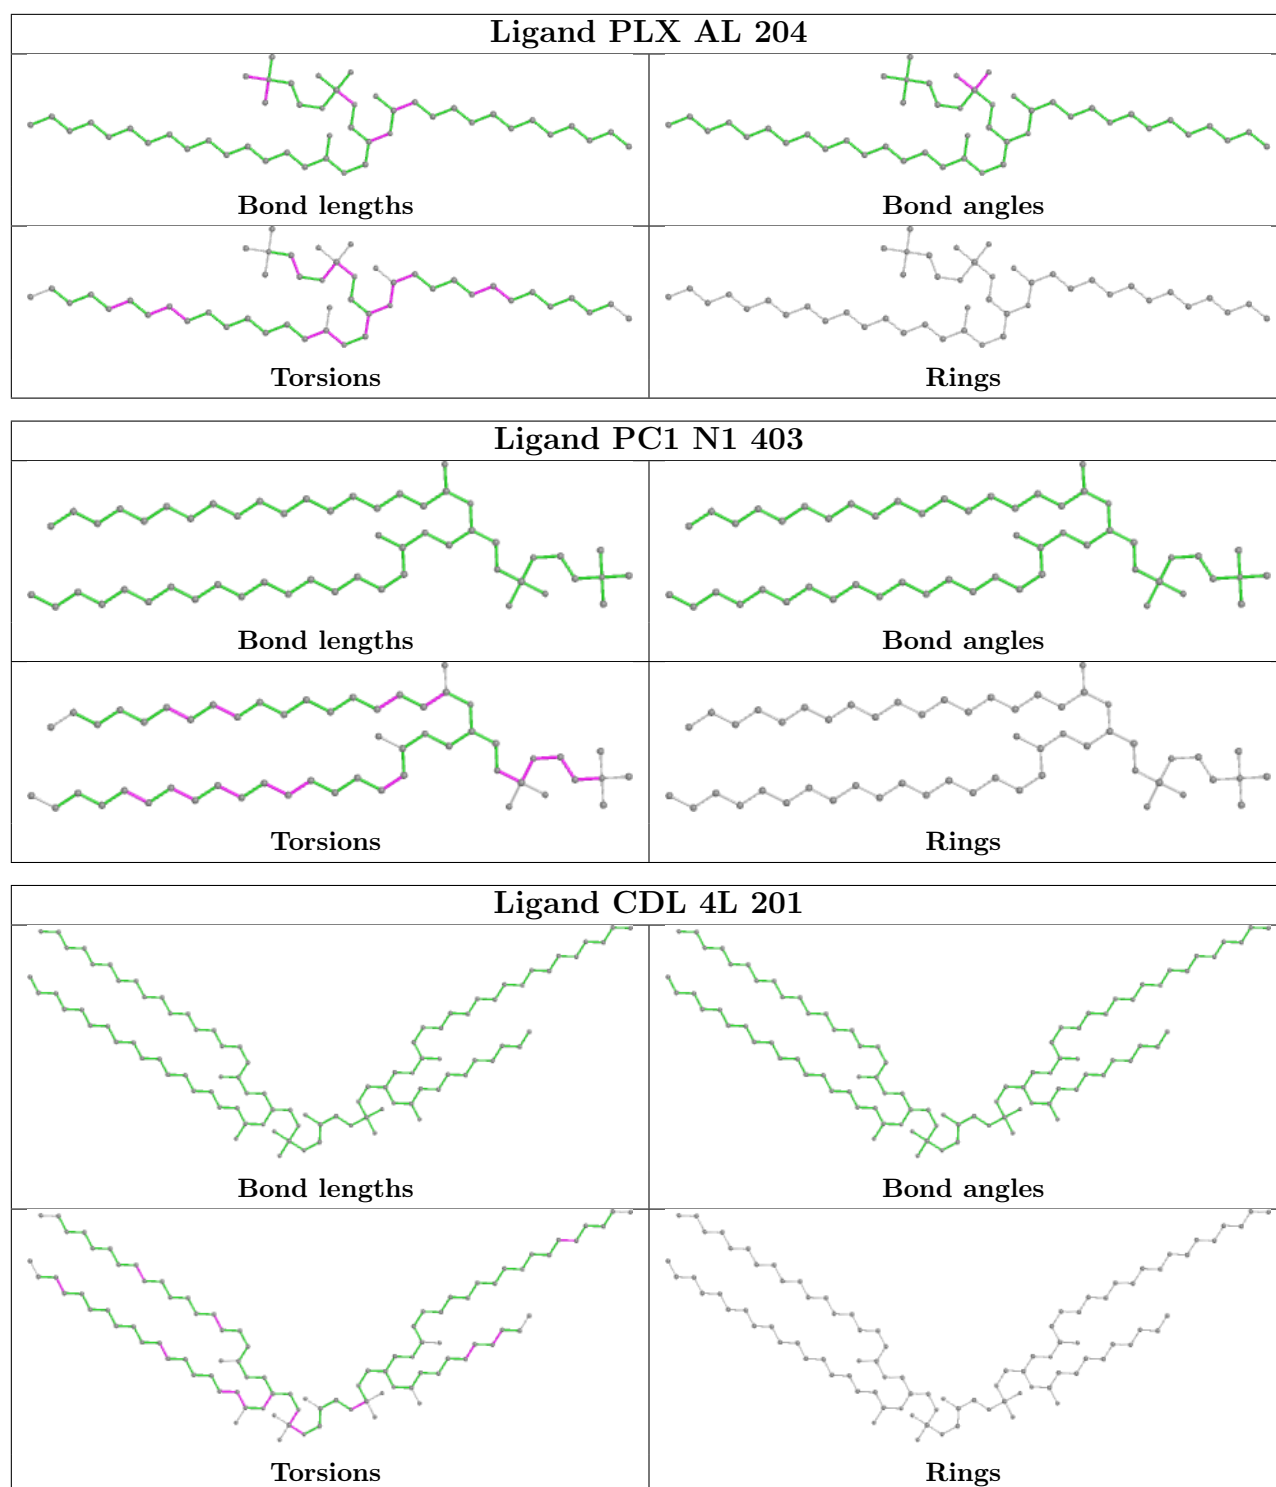 Ligand PLX AL 204
Bond lengths
Bond angles
Torsions
Rings
Ligand PC1 N1 403
Bond lengths
Bond angles
Torsions
Rings
Ligand CDL 4L 201
Bond lengths
Bond angles
Torsions
Rings